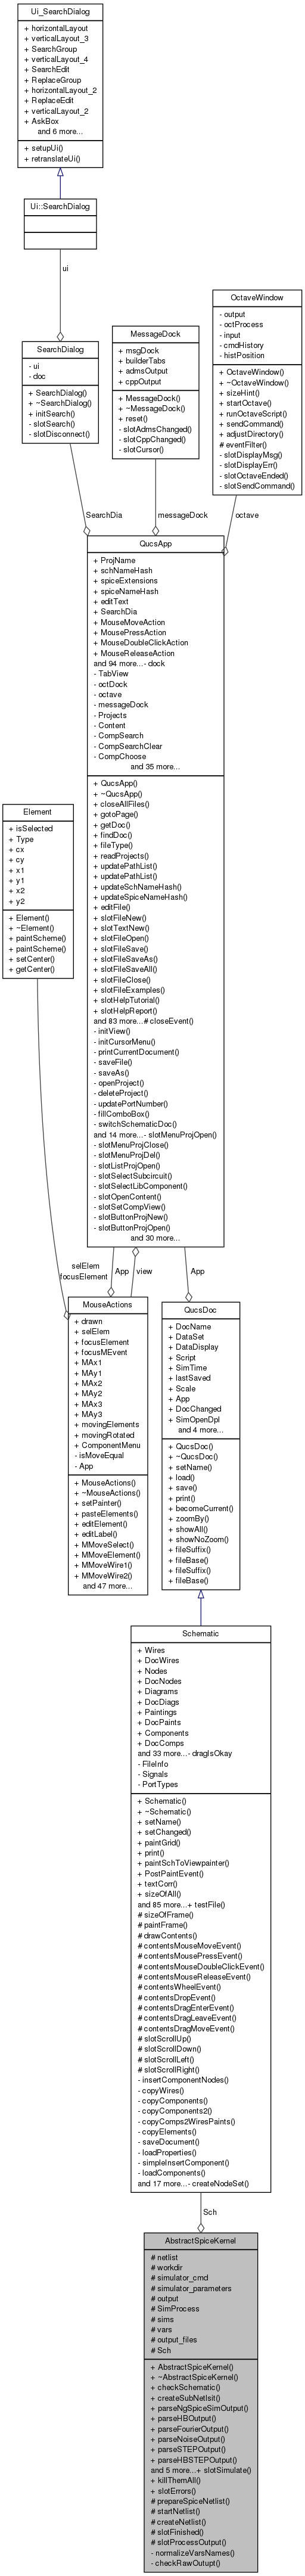 Ui_SearchDialog
+ horizontalLayout
+ verticalLayout_3
+ SearchGroup
+ verticalLayout_4
+ SearchEdit
+ ReplaceGroup
+ horizontalLayout_2
+ ReplaceEdit
+ verticalLayout_2
+ AskBox
and 6 more...
+ setupUi()
+ retranslateUi()
Ui::SearchDialog
ui
SearchDialog
- ui
- doc
+ SearchDialog()
+ ~SearchDialog()
+ initSearch()
- slotSearch()
- slotDisconnect()
SearchDia
MessageDock
+ msgDock
+ builderTabs
+ admsOutput
+ cppOutput
+ MessageDock()
+ ~MessageDock()
+ reset()
- slotAdmsChanged()
- slotCppChanged()
- slotCursor()
messageDock
OctaveWindow
- output
- octProcess
- input
- cmdHistory
- histPosition
+ OctaveWindow()
+ ~OctaveWindow()
+ sizeHint()
+ startOctave()
+ runOctaveScript()
+ sendCommand()
+ adjustDirectory()
# eventFilter()
- slotDisplayMsg()
- slotDisplayErr()
- slotOctaveEnded()
- slotSendCommand()
octave
QucsApp
+ ProjName
+ schNameHash
+ spiceExtensions
+ spiceNameHash
+ editText
+ SearchDia
+ MouseMoveAction
+ MousePressAction
+ MouseDoubleClickAction
+ MouseReleaseAction
and 94 more...- dock
- TabView
- octDock
- octave
- messageDock
- Projects
- Content
- CompSearch
- CompSearchClear
- CompChoose
and 35 more...
+ QucsApp()
+ ~QucsApp()
+ closeAllFiles()
+ gotoPage()
+ getDoc()
+ findDoc()
+ fileType()
+ readProjects()
+ updatePathList()
+ updatePathList()
+ updateSchNameHash()
+ updateSpiceNameHash()
+ editFile()
+ slotFileNew()
+ slotTextNew()
+ slotFileOpen()
+ slotFileSave()
+ slotFileSaveAs()
+ slotFileSaveAll()
+ slotFileClose()
+ slotFileExamples()
+ slotHelpTutorial()
+ slotHelpReport()
and 83 more...# closeEvent()
- initView()
- initCursorMenu()
- printCurrentDocument()
- saveFile()
- saveAs()
- openProject()
- deleteProject()
- updatePortNumber()
- fillComboBox()
- switchSchematicDoc()
and 14 more...- slotMenuProjOpen()
- slotMenuProjClose()
- slotMenuProjDel()
- slotListProjOpen()
- slotSelectSubcircuit()
- slotSelectLibComponent()
- slotOpenContent()
- slotSetCompView()
- slotButtonProjNew()
- slotButtonProjOpen()
and 30 more...
Element
+ isSelected
+ Type
+ cx
+ cy
+ x1
+ y1
+ x2
+ y2
+ Element()
+ ~Element()
+ paintScheme()
+ paintScheme()
+ setCenter()
+ getCenter()
selElem
focusElement
App
view
App
MouseActions
+ drawn
+ selElem
+ focusElement
+ focusMEvent
+ MAx1
+ MAy1
+ MAx2
+ MAy2
+ MAx3
+ MAy3
+ movingElements
+ movingRotated
+ ComponentMenu
- isMoveEqual
- App
+ MouseActions()
+ ~MouseActions()
+ setPainter()
+ pasteElements()
+ editElement()
+ editLabel()
+ MMoveSelect()
+ MMoveElement()
+ MMoveWire1()
+ MMoveWire2()
and 47 more...
QucsDoc
+ DocName
+ DataSet
+ DataDisplay
+ Script
+ SimTime
+ lastSaved
+ Scale
+ App
+ DocChanged
+ SimOpenDpl
and 4 more...
+ QucsDoc()
+ ~QucsDoc()
+ setName()
+ load()
+ save()
+ print()
+ becomeCurrent()
+ zoomBy()
+ showAll()
+ showNoZoom()
+ fileSuffix()
+ fileBase()
+ fileSuffix()
+ fileBase()
Schematic
+ Wires
+ DocWires
+ Nodes
+ DocNodes
+ Diagrams
+ DocDiags
+ Paintings
+ DocPaints
+ Components
+ DocComps
and 33 more...- dragIsOkay
- FileInfo
- Signals
- PortTypes
+ Schematic()
+ ~Schematic()
+ setName()
+ setChanged()
+ paintGrid()
+ print()
+ paintSchToViewpainter()
+ PostPaintEvent()
+ textCorr()
+ sizeOfAll()
and 85 more...+ testFile()
# sizeOfFrame()
# paintFrame()
# drawContents()
# contentsMouseMoveEvent()
# contentsMousePressEvent()
# contentsMouseDoubleClickEvent()
# contentsMouseReleaseEvent()
# contentsWheelEvent()
# contentsDropEvent()
# contentsDragEnterEvent()
# contentsDragLeaveEvent()
# contentsDragMoveEvent()
# slotScrollUp()
# slotScrollDown()
# slotScrollLeft()
# slotScrollRight()
- insertComponentNodes()
- copyWires()
- copyComponents()
- copyComponents2()
- copyComps2WiresPaints()
- copyElements()
- saveDocument()
- loadProperties()
- simpleInsertComponent()
- loadComponents()
and 17 more...- createNodeSet()
Sch
AbstractSpiceKernel
# netlist
# workdir
# simulator_cmd
# simulator_parameters
# output
# SimProcess
# sims
# vars
# output_files
# Sch
+ AbstractSpiceKernel()
+ ~AbstractSpiceKernel()
+ checkSchematic()
+ createSubNetlsit()
+ parseNgSpiceSimOutput()
+ parseHBOutput()
+ parseFourierOutput()
+ parseNoiseOutput()
+ parseSTEPOutput()
+ parseHBSTEPOutput()
and 5 more...+ slotSimulate()
+ killThemAll()
+ slotErrors()
# prepareSpiceNetlist()
# startNetlist()
# createNetlist()
# slotFinished()
# slotProcessOutput()
- normalizeVarsNames()
- checkRawOutupt()